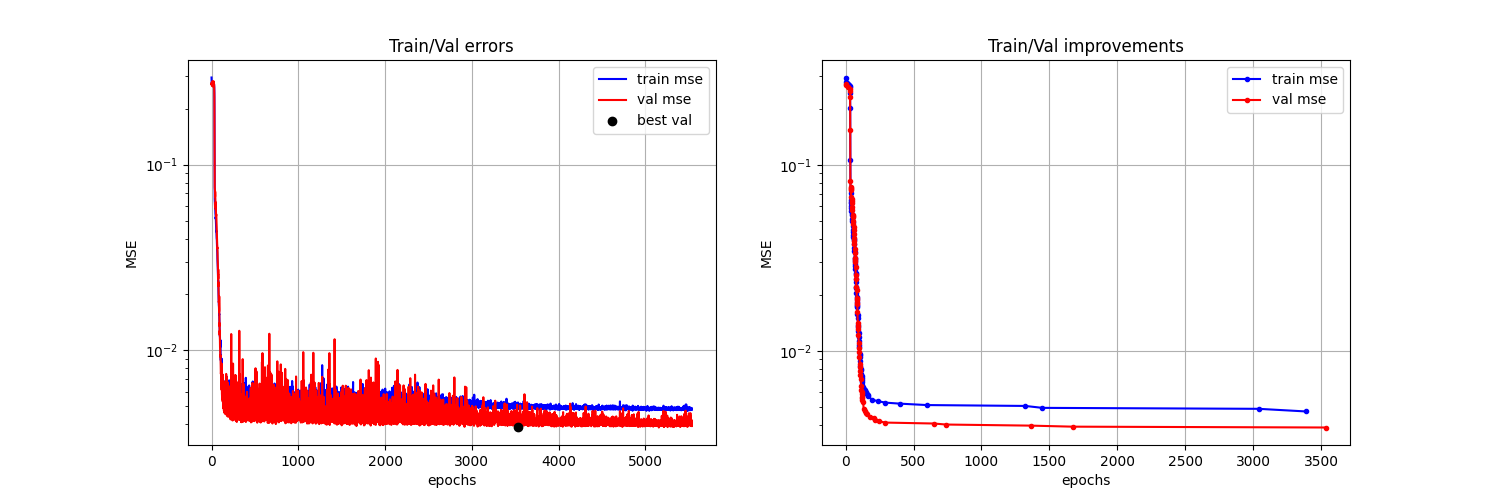 Train/Val errors
MSE
10⁻¹
10⁻²
train mse
val mse
best val
0 1000 2000 3000 4000 5000
epochs
Train/Val improvements
MSE
10⁻¹
10⁻²
train mse
val mse
0 500 1000 1500 2000 2500 3000 3500
epochs